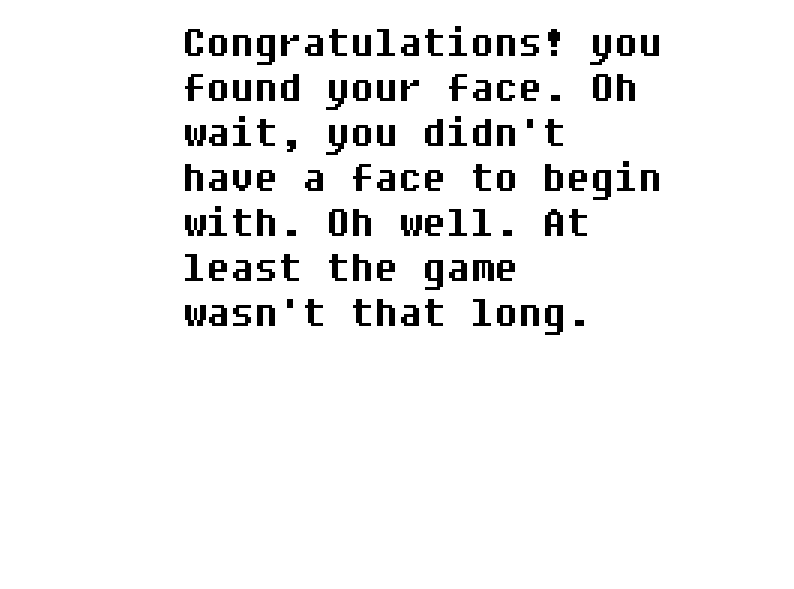 Congratulations! you
found your face. Oh
wait, you didn't
have a face to begin
with. Oh well. At
least the game
wasn't that long.